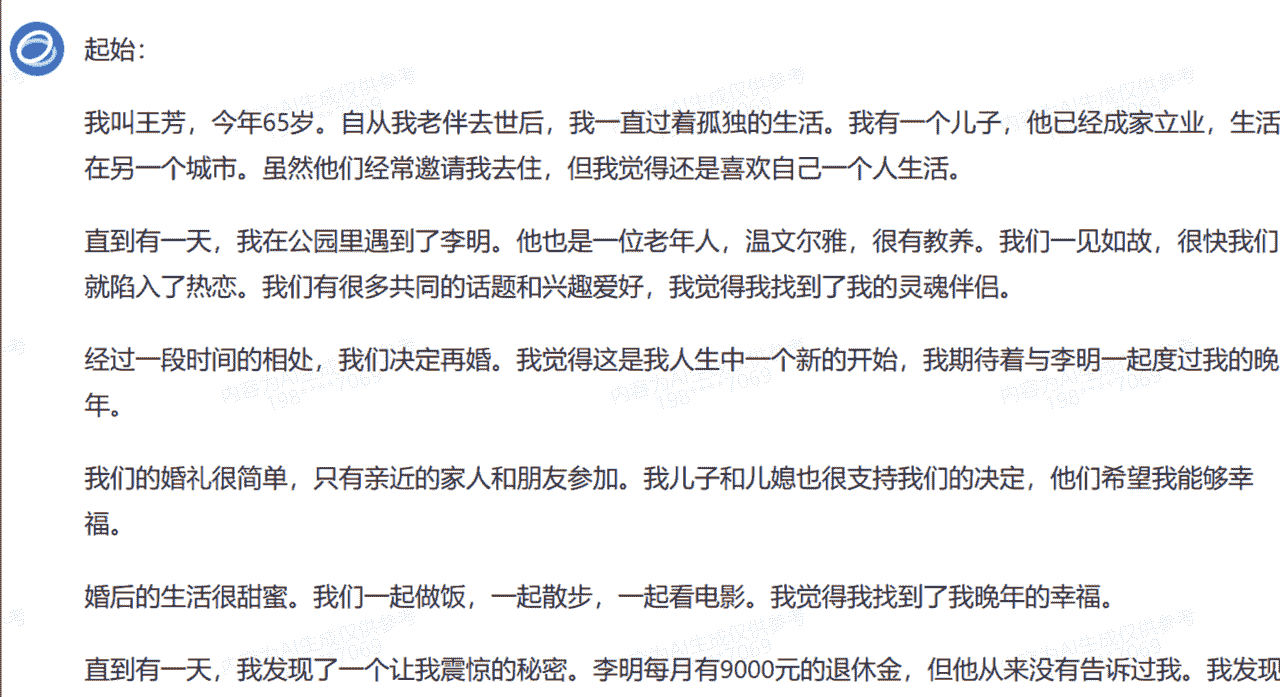 起始：
我叫王芳，今年65岁。自从我老伴去世后，我一直过着孤独的生活。我有一个儿子，他已经成家立业，生活
在另一个城市。虽然他们经常邀请我去住，但我觉得还是喜欢自己一个人生活。
直到有一天，我在公园里遇到了李明。他也是一位老年人，温文尔雅，很有教养。我们一见如故，很快我们
就陷入了热恋。我们有很多共同的话题和兴趣爱好，我觉得我找到了我的灵魂伴侣。
经过一段时间的相处，我们决定再婚。我觉得这是我人生中一个新的开始，我期待着与李明一起度过我的晚
年。
我们的婚礼很简单，只有亲近的家人和朋友参加。我儿子和儿媳也很支持我们的决定，他们希望我能够幸
福。
婚后的生活很甜蜜。我们一起做饭，一起散步，一起看电影。我觉得我找到了我晚年的幸福。
直到有一天，我发现了一个让我震惊的秘密。李明每月有9000元的退休金，但他从来没有告诉过我。我发现
内容为AI生成仅供参考
198****7069